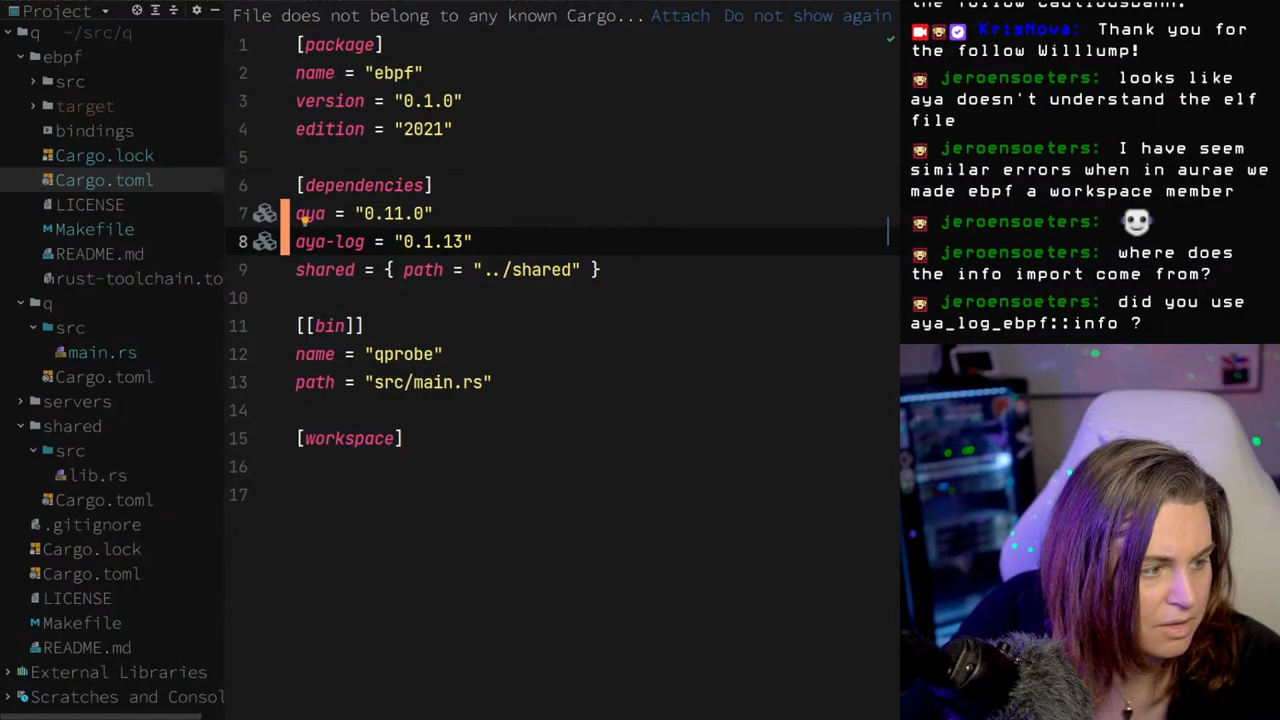 Project
q ~/src/q
ebpf
src
target
bindings
Cargo.lock
Cargo.toml
LICENSE
Makefile
README.md
rust-toolchain.to
q
src
main.rs
Cargo.toml
servers
shared
src
lib.rs
Cargo.toml
.gitignore
Cargo.lock
Cargo.toml
LICENSE
Makefile
README.md
External Libraries
Scratches and Consol
File does not belong to any known Cargo... Attach Do not show again
1 [package]
2 name = "ebpf"
3 version = "0.1.0"
4 edition = "2021"
5
6 [dependencies]
7 aya = "0.11.0"
8 aya-log = "0.1.13"
9 shared = { path = "../shared" }
10
11 [[bin]]
12 name = "qprobe"
13 path = "src/main.rs"
14
15 [workspace]
16
17
the follow
KrisNova: Thank you for
the follow Willlump!
jeroensoeters: looks like
aya doesn't understand the elf
file
jeroensoeters: I have seem
similar errors when in aurae we
made ebpf a workspace member
jeroensoeters:
jeroensoeters: where does
the info import come from?
jeroensoeters: did you use
aya_log_ebpf::info ?